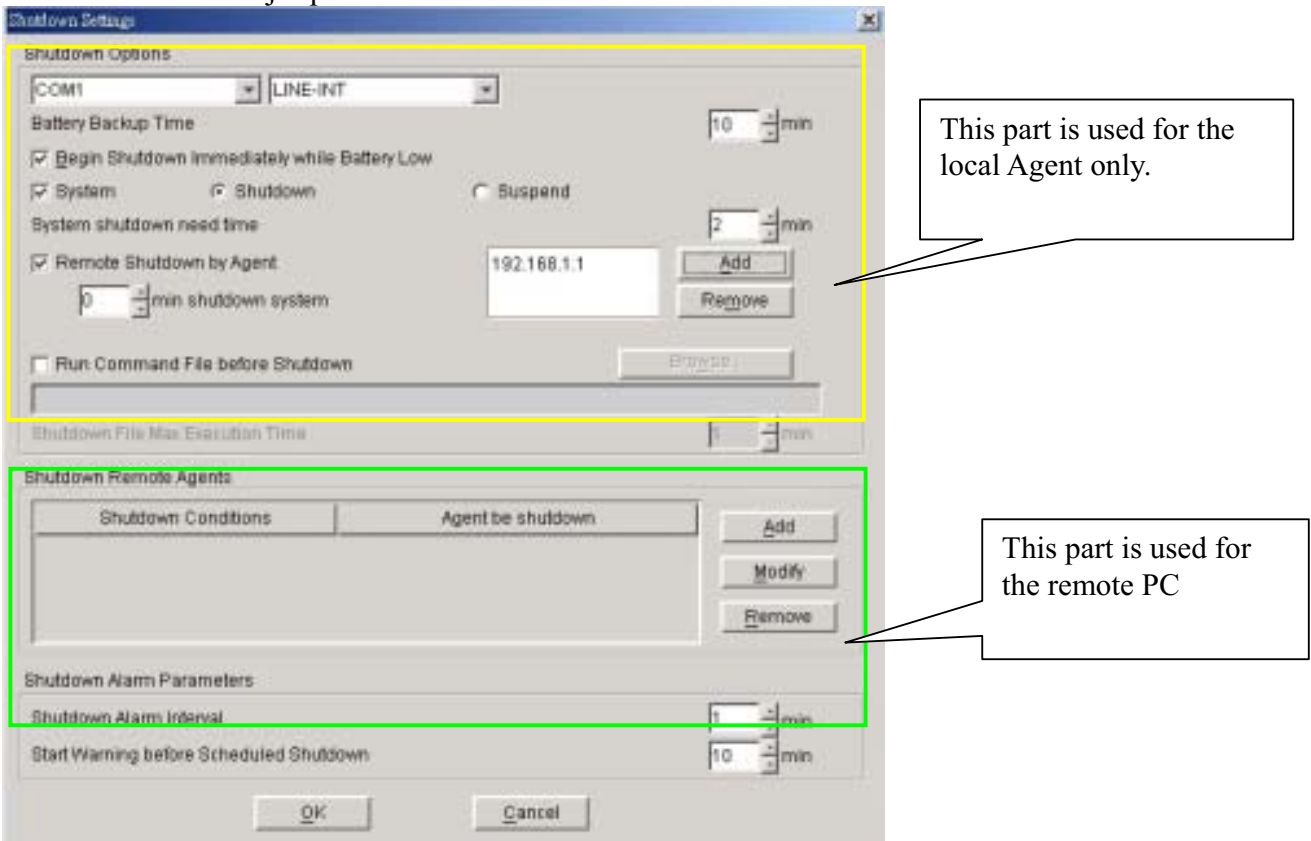 Shutdown Settings
Shutdown Options
COM1 LINE-INT
Battery Backup Time 10 min
Begin Shutdown Immediately while Battery Low
System Shutdown Suspend
System shutdown need time 2 min
Remote Shutdown by Agent 192.168.1.1 Add
0 min shutdown system Remove
Run Command File before Shutdown Browse
Shutdown File Max Execution Time min
Shutdown Remote Agents
Shutdown Conditions Agent be shutdown Add
Modify
Remove
Shutdown Alarm Parameters
Shutdown Alarm Interval 1 min
Start Warning before Scheduled Shutdown 10 min
OK Cancel
This part is used for the
local Agent only.
This part is used for
the remote PC